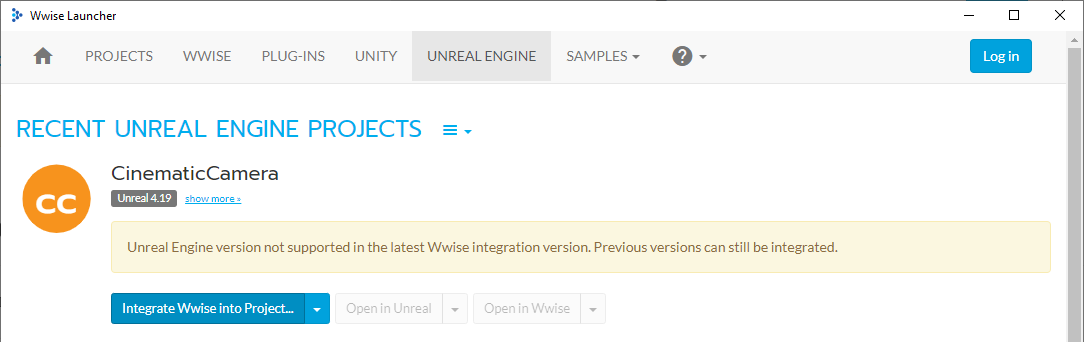 Wwise Launcher
PROJECTS WWISE PLUG-INS UNITY UNREAL ENGINE SAMPLES ? Log in
RECENT UNREAL ENGINE PROJECTS
CC
CinematicCamera
Unreal 4.19 show more »
Unreal Engine version not supported in the latest Wwise integration version. Previous versions can still be integrated.
Integrate Wwise into Project... Open in Unreal Open in Wwise